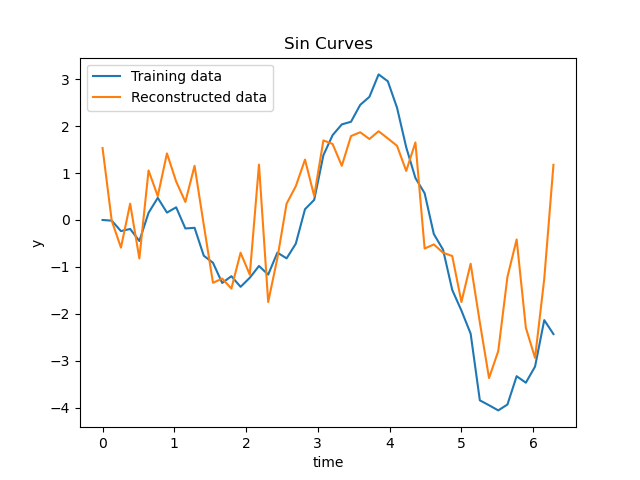 Sin Curves
Training data
Reconstructed data
y
3
2
1
0
−1
−2
−3
−4
0 1 2 3 4 5 6
time